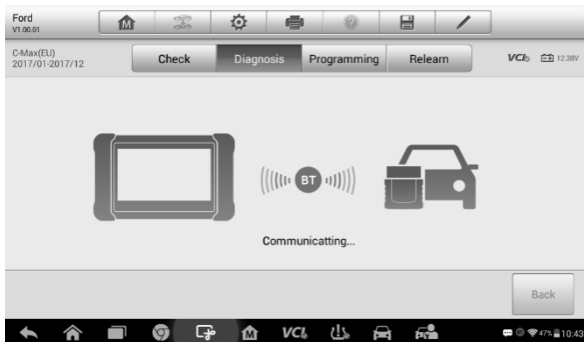 Ford
V1.00.01
M
?
C-Max(EU)
2017/01-2017/12
Check
Diagnosis
Programming
Relearn
VCI
12.38V
BT
Communicatting...
Back
M
VCI
47%
10:43